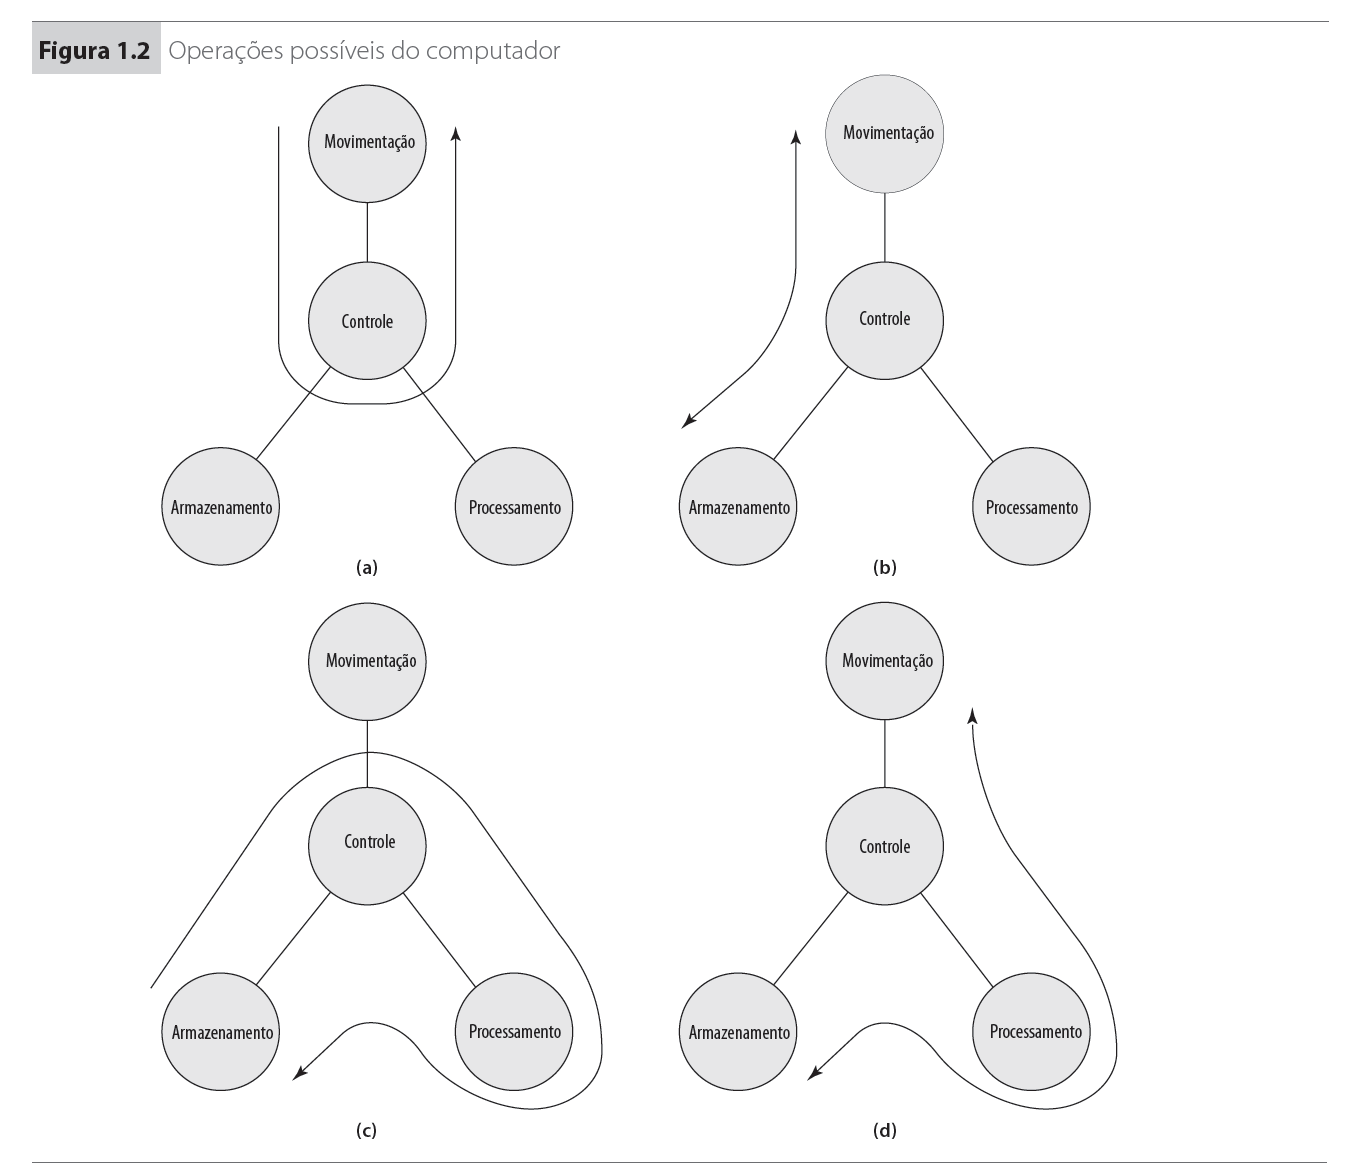 Figura 1.2 Operações possíveis do computador
Movimentação
Controle
Armazenamento
Processamento
(a)
Movimentação
Controle
Armazenamento
Processamento
(b)
Movimentação
Controle
Armazenamento
Processamento
(c)
Movimentação
Controle
Armazenamento
Processamento
(d)